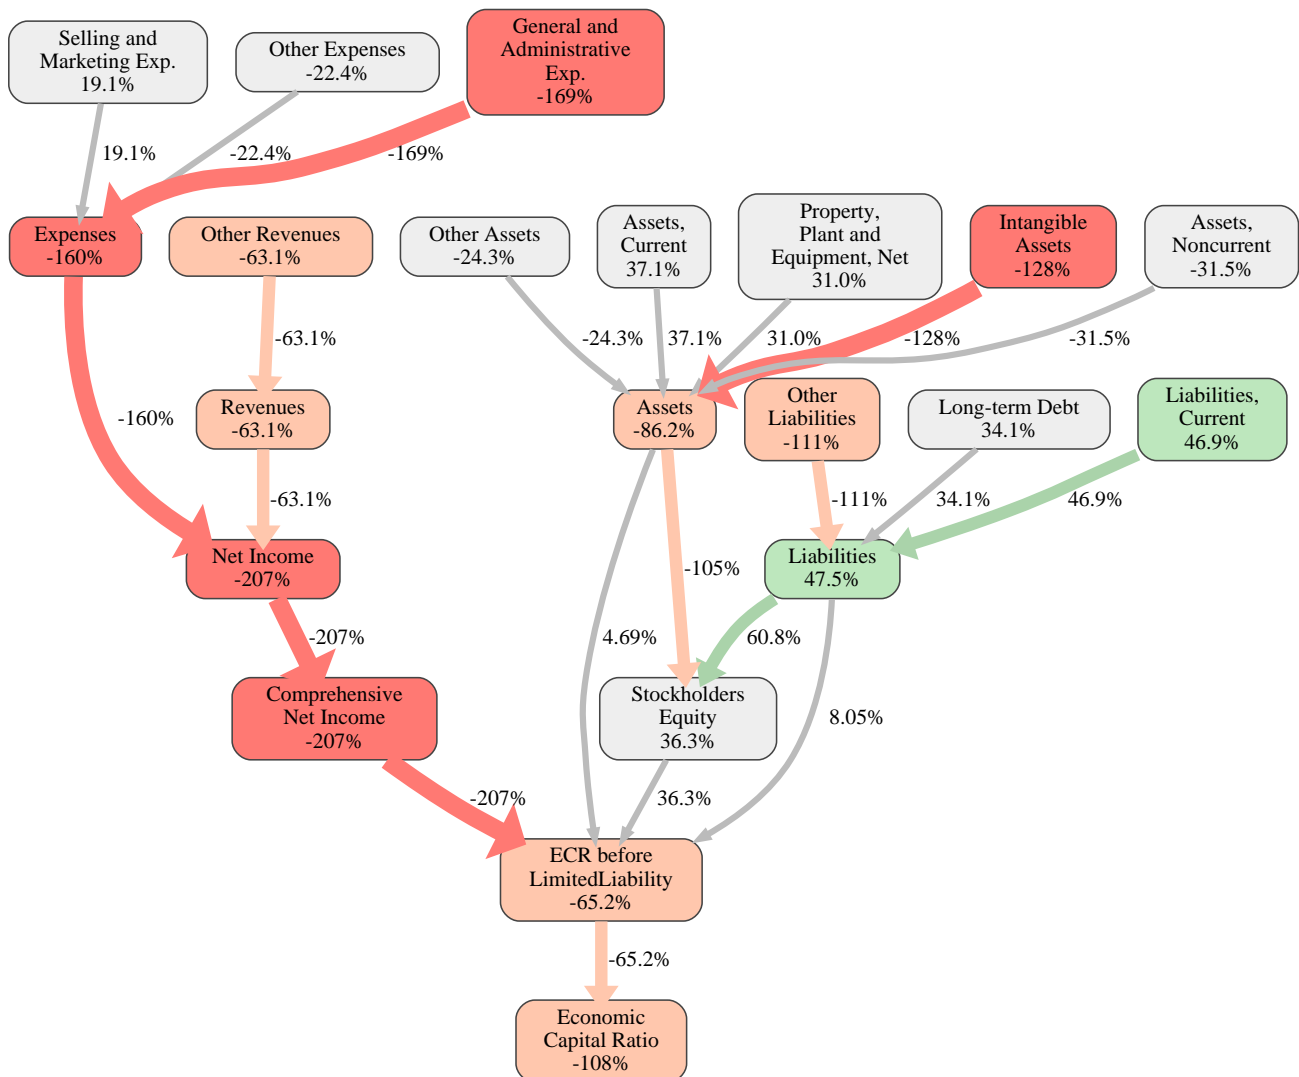 Selling and
Marketing Exp.
19.1%
Other Expenses
-22.4%
General and
Administrative
Exp.
-169%
19.1%
-22.4%
-169%
Expenses
-160%
Other Revenues
-63.1%
Other Assets
-24.3%
Assets,
Current
37.1%
Property,
Plant and
Equipment, Net
31.0%
Intangible
Assets
-128%
Assets,
Noncurrent
-31.5%
-63.1%
-24.3%
37.1%
31.0%
-128%
-31.5%
-160%
Revenues
-63.1%
Assets
-86.2%
Other
Liabilities
-111%
Long-term Debt
34.1%
Liabilities,
Current
46.9%
-63.1%
-111%
34.1%
46.9%
Net Income
-207%
-105%
Liabilities
47.5%
-207%
4.69%
60.8%
Comprehensive
Net Income
-207%
Stockholders
Equity
36.3%
8.05%
-207%
36.3%
ECR before
LimitedLiability
-65.2%
-65.2%
Economic
Capital Ratio
-108%